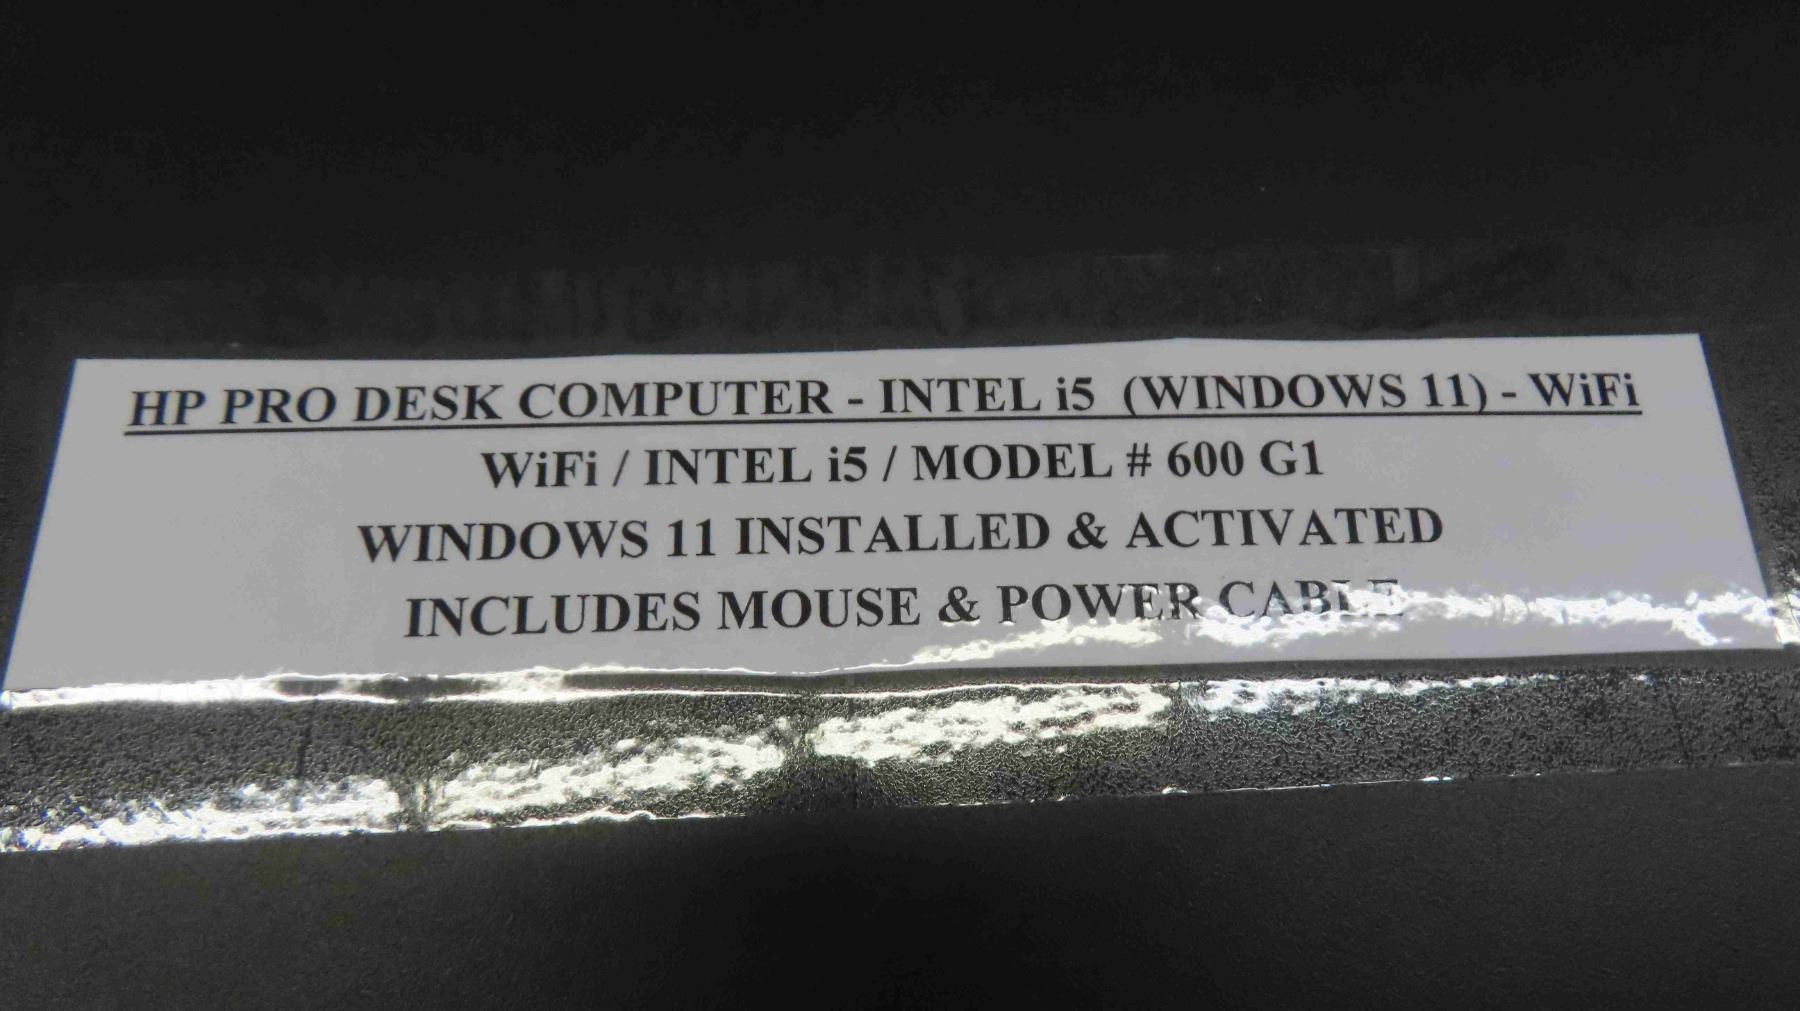 HP PRO DESK COMPUTER - INTEL i5 (WINDOWS 11) - WiFi
WiFi / INTEL i5 / MODEL # 600 G1
WINDOWS 11 INSTALLED & ACTIVATED
INCLUDES MOUSE & POWER CABLE